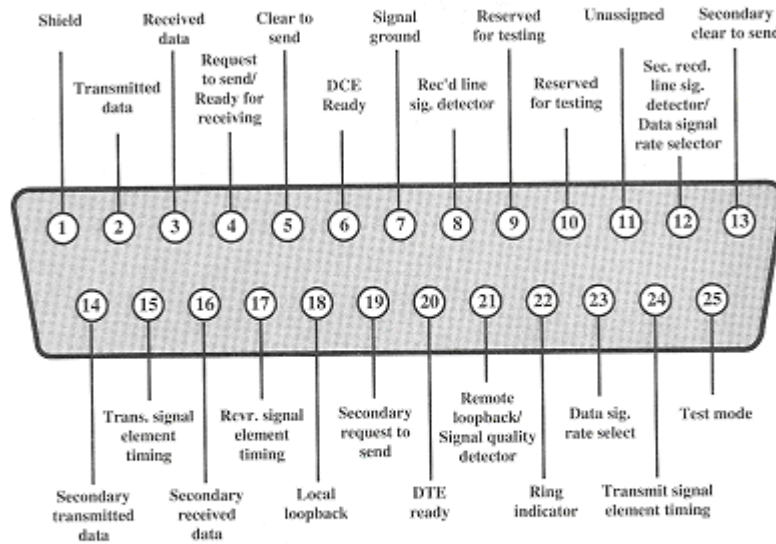 Shield
Received
data
Clear to
send
Signal
ground
Reserved
for testing
Unassigned
Secondary
clear to send
Transmitted
data
Request
to send/
Ready for
receiving
DCE
Ready
Rec'd line
sig. detector
Reserved
for testing
Sec. recd.
line sig.
detector/
Data signal
rate selector
1 2 3 4 5 6 7 8 9 10 11 12 13
14 15 16 17 18 19 20 21 22 23 24 25
Trans. signal
element
timing
Rcvr. signal
element
timing
Secondary
request to
send
Remote
loopback/
Signal quality
detector
Data sig.
rate select
Test mode
Secondary
transmitted
data
Secondary
received
data
Local
loopback
DTE
ready
Ring
indicator
Transmit signal
element timing